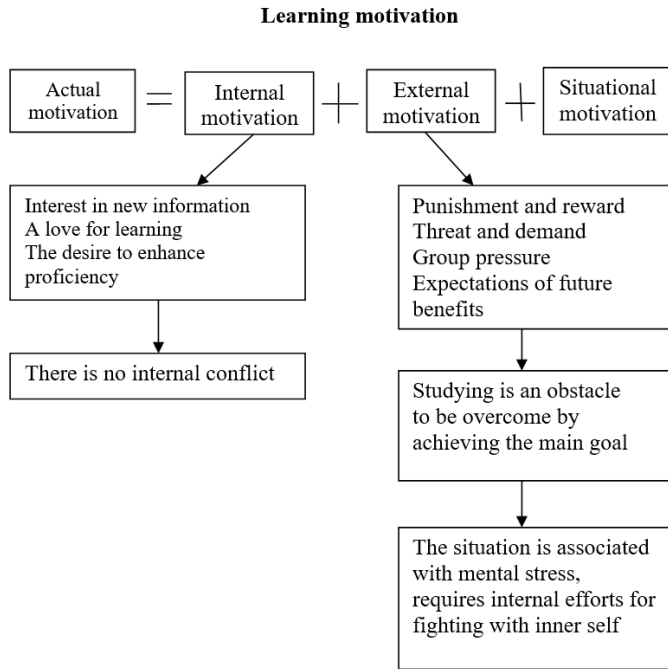 Learning motivation
Actual
motivation
=
Internal
motivation
+
External
motivation
+
Situational
motivation
Interest in new information
A love for learning
The desire to enhance
proficiency
There is no internal conflict
Punishment and reward
Threat and demand
Group pressure
Expectations of future
benefits
Studying is an obstacle
to be overcome by
achieving the main goal
The situation is associated
with mental stress,
requires internal efforts for
fighting with inner self